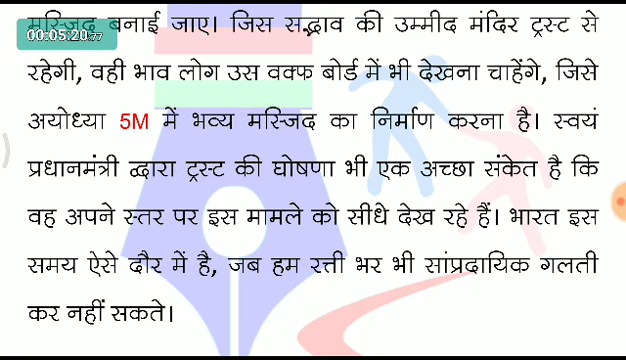 मस्जिद बनाई जाए। जिस सद्भाव की उम्मीद मंदिर ट्रस्ट से
00:05:20
रहेगी, वही भाव लोग उस वक्फ बोर्ड में भी देखना चाहेंगे, जिसे
अयोध्या 5M में भव्य मस्जिद का निर्माण करना है। स्वयं
प्रधानमंत्री द्वारा ट्रस्ट की घोषणा भी एक अच्छा संकेत है कि
वह अपने स्तर पर इस मामले को सीधे देख रहे हैं। भारत इस
समय ऐसे दौर में है, जब हम रत्ती भर भी सांप्रदायिक गलती
कर नहीं सकते।